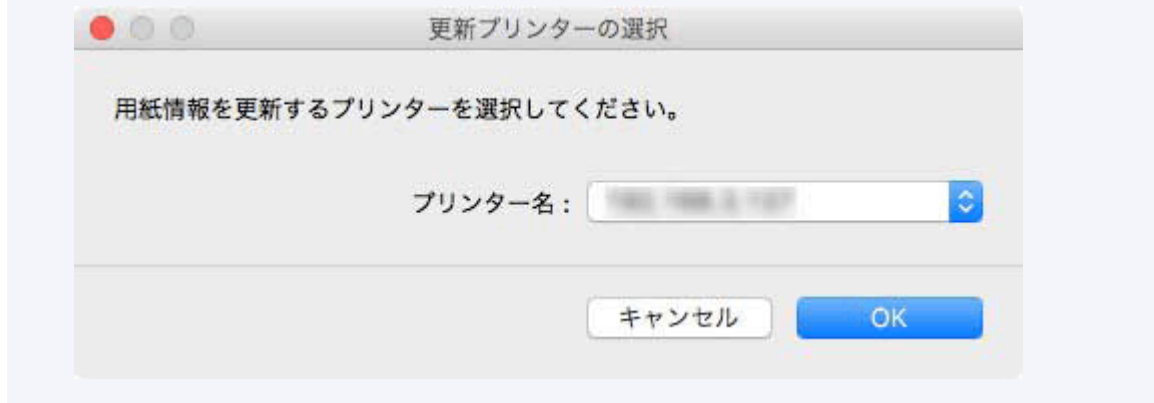 更新プリンターの選択
用紙情報を更新するプリンターを選択してください。
プリンター名：
キャンセル OK